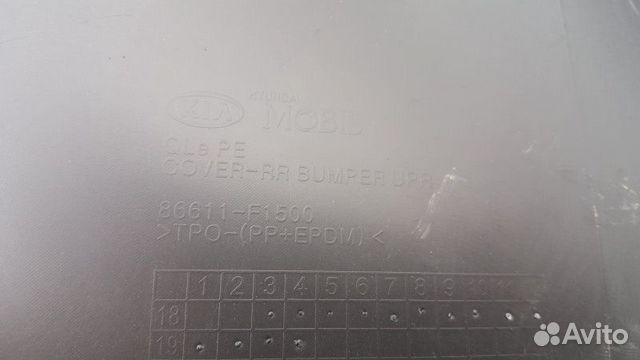 KIA
HYUNDAI
MOBIS
QLe PE
COVER-RR BUMPER UPR
86611-F1500
>TPO-(PP+EPDM)<
1 2 3 4 5 6 7 8 9 10 11
18
19
Avito